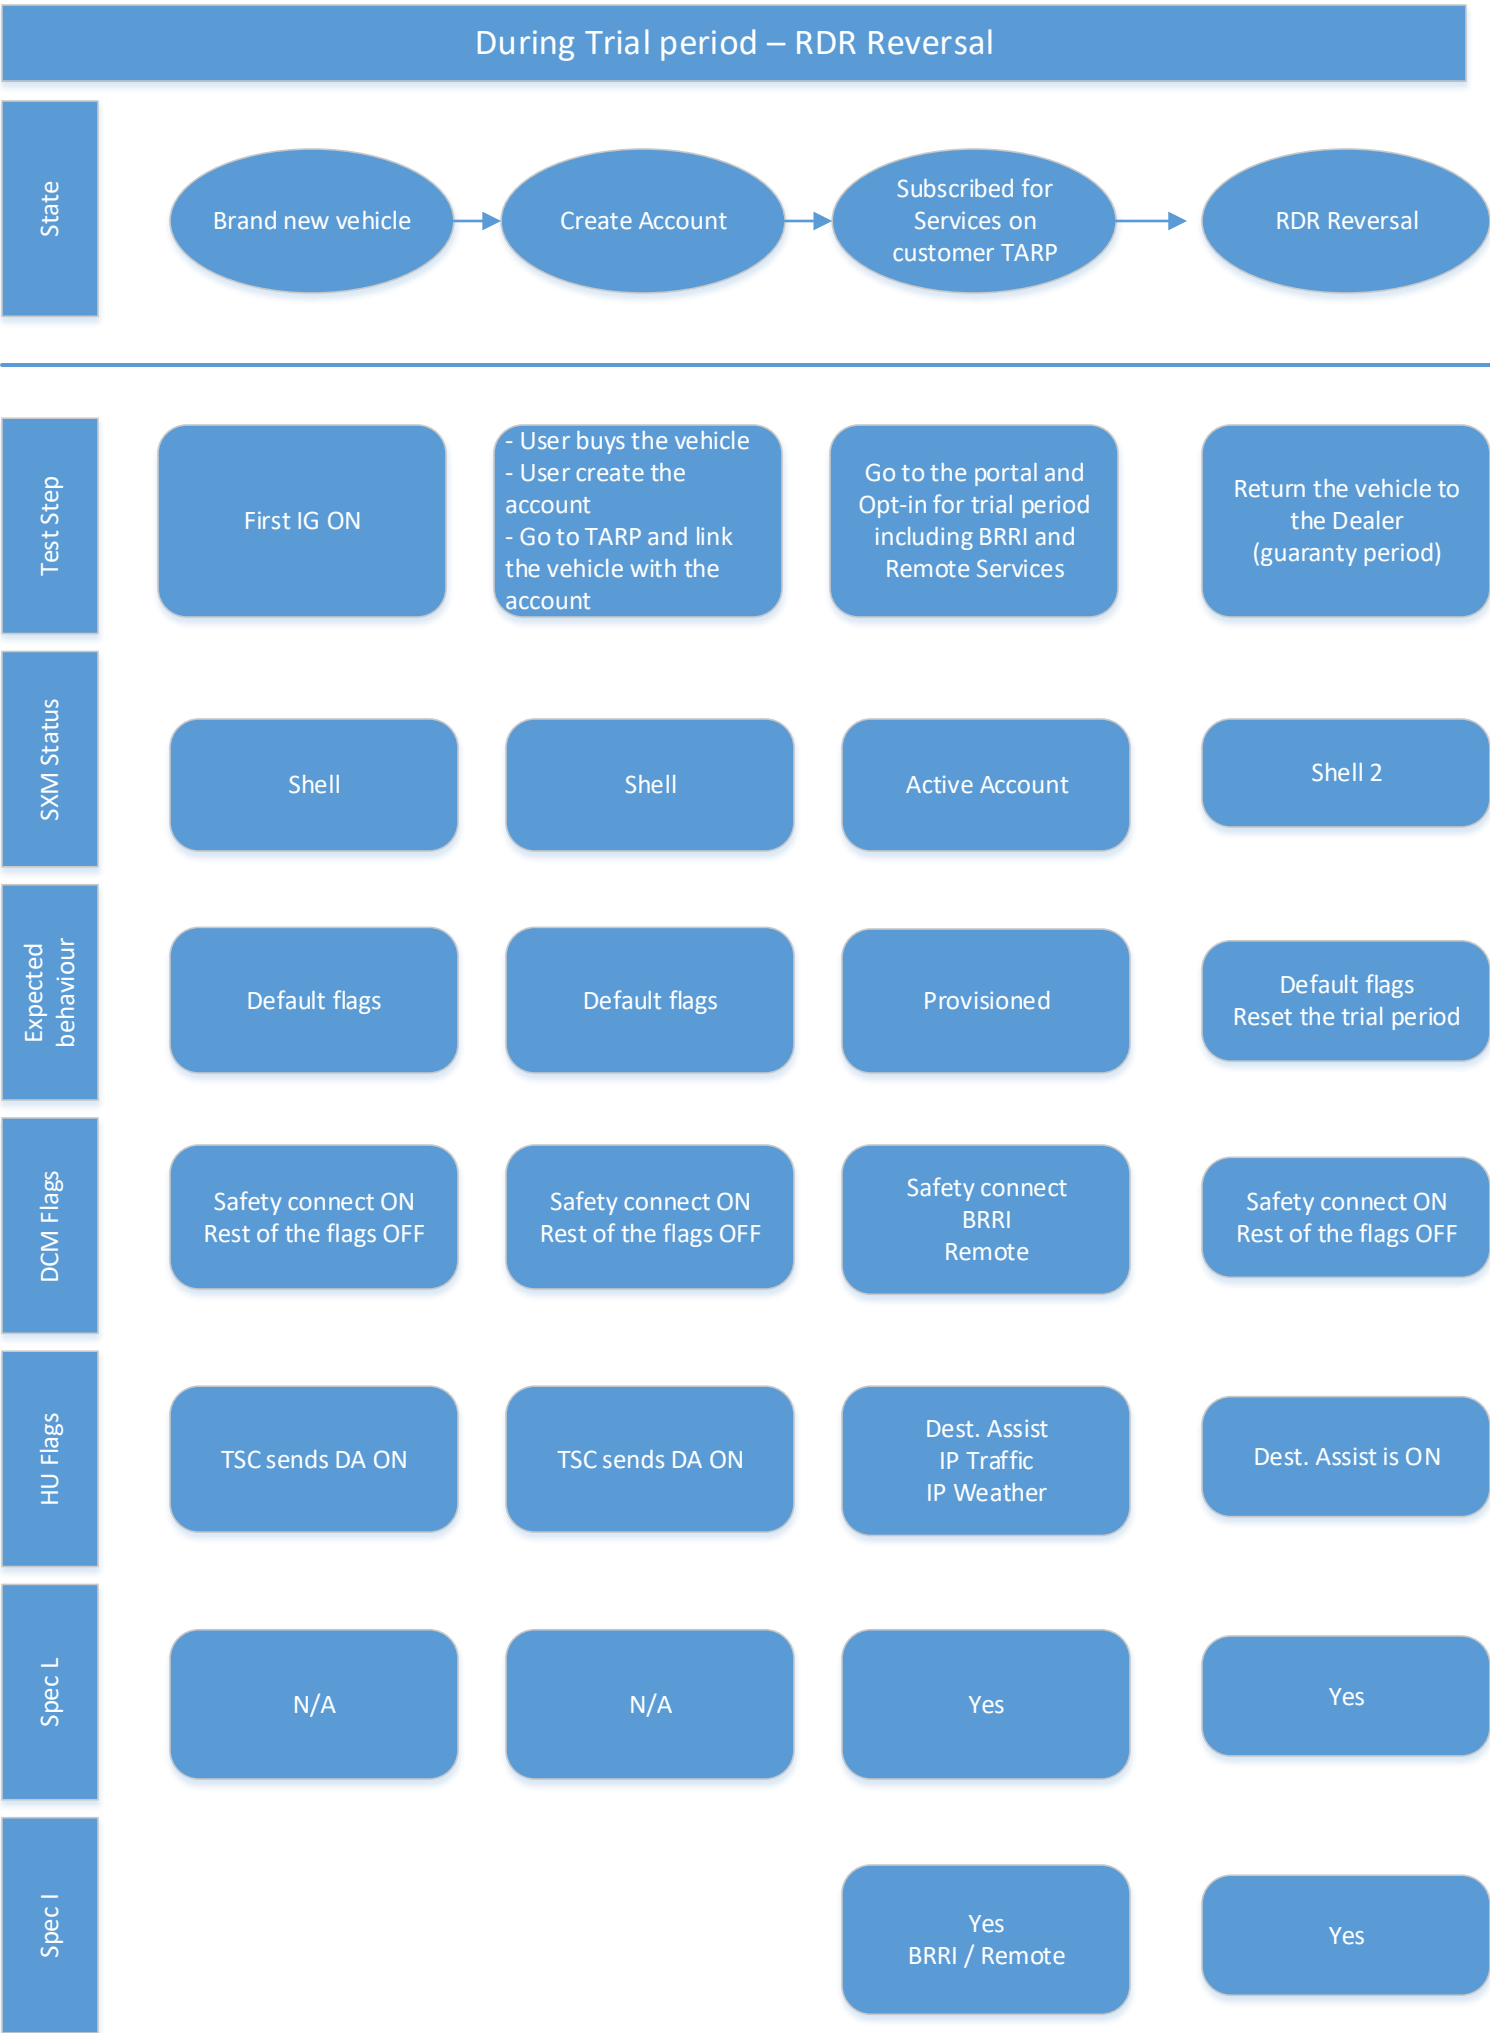 During Trial period – RDR Reversal
State
Brand new vehicle
Create Account
Subscribed for
Services on
customer TARP
RDR Reversal
Test Step
First IG ON
- User buys the vehicle
- User create the
account
- Go to TARP and link
the vehicle with the
account
Go to the portal and
Opt-in for trial period
including BRRI and
Remote Services
Return the vehicle to
the Dealer
(guaranty period)
SXM Status
Shell
Shell
Active Account
Shell 2
Expected
behaviour
Default flags
Default flags
Provisioned
Default flags
Reset the trial period
DCM Flags
Safety connect ON
Rest of the flags OFF
Safety connect ON
Rest of the flags OFF
Safety connect
BRRI
Remote
Safety connect ON
Rest of the flags OFF
HU Flags
TSC sends DA ON
TSC sends DA ON
Dest. Assist
IP Traffic
IP Weather
Dest. Assist is ON
Spec L
N/A
N/A
Yes
Yes
Spec I
Yes
BRRI / Remote
Yes